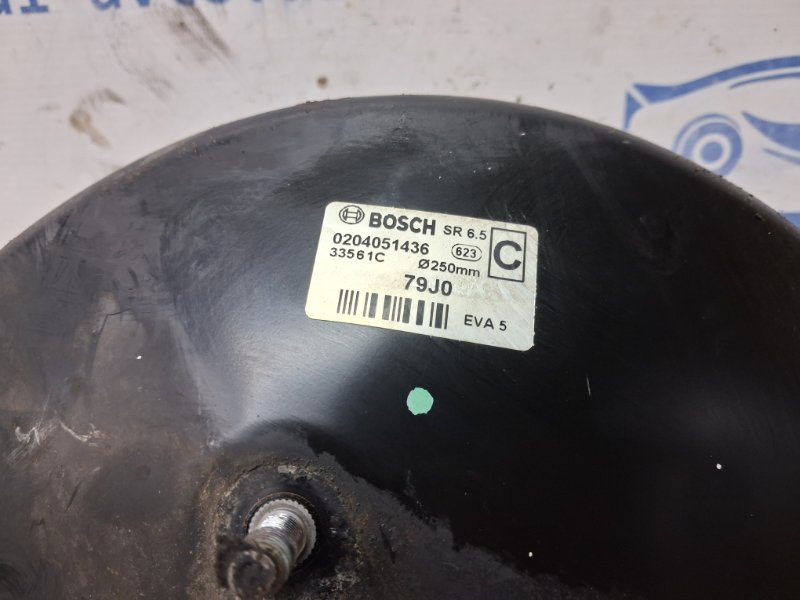 BOSCH SR 6.5
0204051436 623 C
33561C Ø250mm
79J0
EVA 5